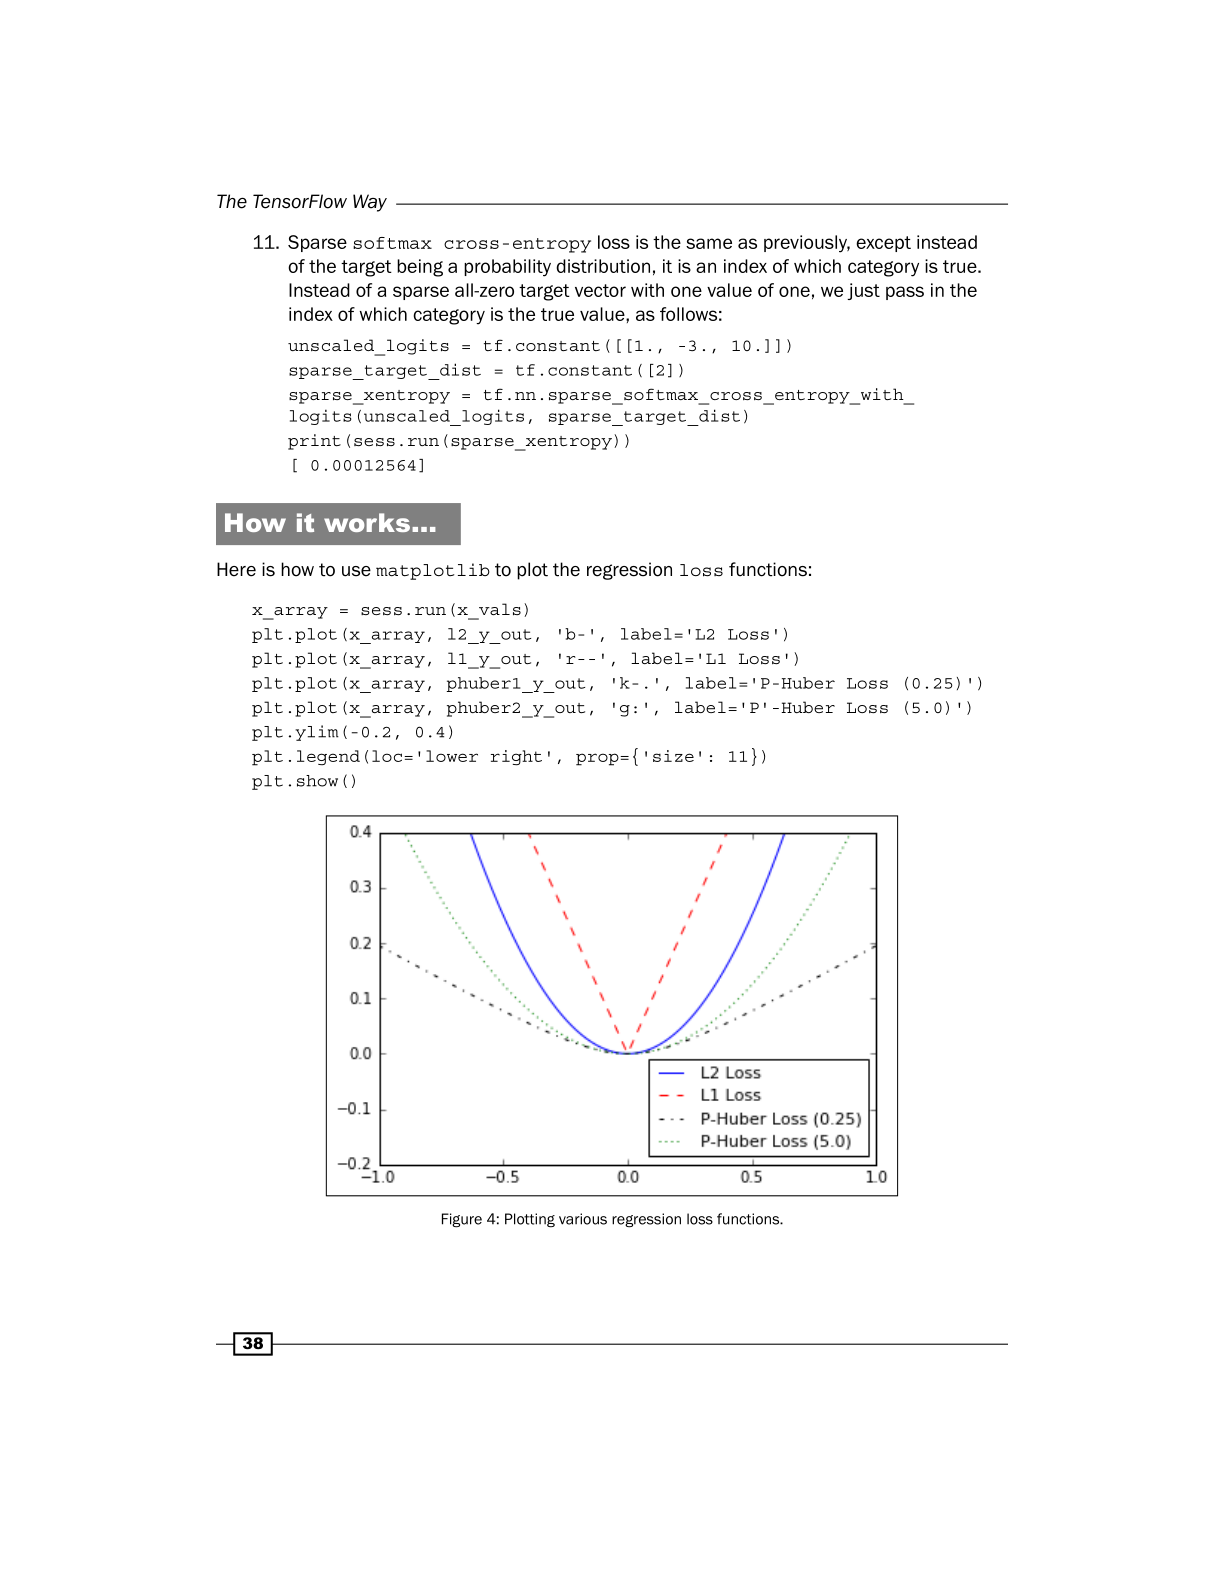 The TensorFlow Way
11. Sparse softmax cross-entropy loss is the same as previously, except instead
of the target being a probability distribution, it is an index of which category is true.
Instead of a sparse all-zero target vector with one value of one, we just pass in the
index of which category is the true value, as follows:
unscaled_logits = tf.constant([[1., -3., 10.]])
sparse_target_dist = tf.constant([2])
sparse_xentropy = tf.nn.sparse_softmax_cross_entropy_with_
logits(unscaled_logits, sparse_target_dist)
print(sess.run(sparse_xentropy))
[ 0.00012564]
How it works…
Here is how to use matplotlib to plot the regression loss functions:
x_array = sess.run(x_vals)
plt.plot(x_array, l2_y_out, 'b-', label='L2 Loss')
plt.plot(x_array, l1_y_out, 'r--', label='L1 Loss')
plt.plot(x_array, phuber1_y_out, 'k-.', label='P-Huber Loss (0.25)')
plt.plot(x_array, phuber2_y_out, 'g:', label='P'-Huber Loss (5.0)')
plt.ylim(-0.2, 0.4)
plt.legend(loc='lower right', prop={'size': 11})
plt.show()
0.4
0.3
0.2
0.1
0.0
−0.1
−0.2
L2 Loss
L1 Loss
P-Huber Loss (0.25)
P-Huber Loss (5.0)
−1.0 −0.5 0.0 0.5 1.0
Figure 4: Plotting various regression loss functions.
38